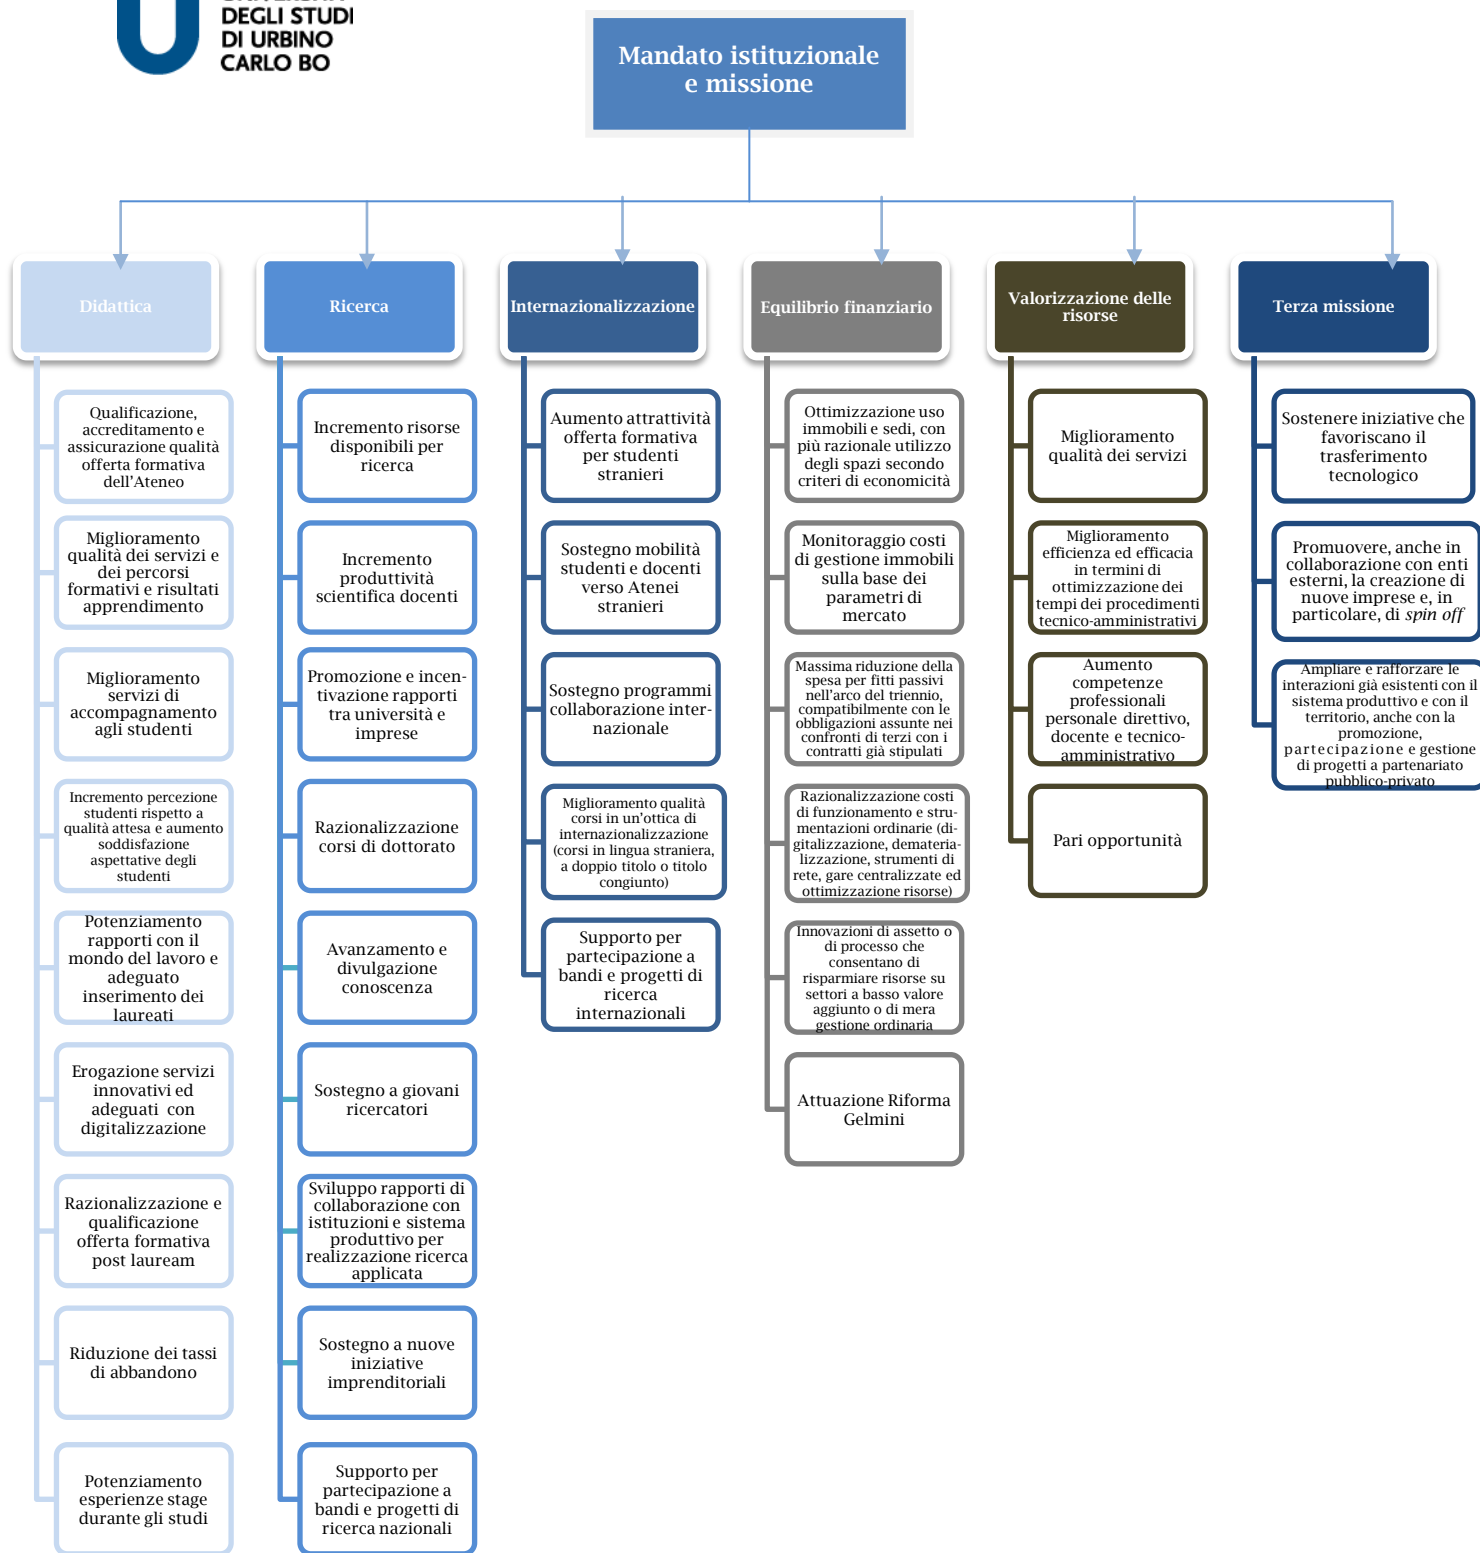 DEGLI STUDI
DI URBINO
CARLO BO
Mandato istituzionale
e missione
Didattica
Ricerca
Internazionalizzazione
Equilibrio finanziario
Valorizzazione delle
risorse
Terza missione
Qualificazione,
accreditamento e
assicurazione qualità
offerta formativa
dell'Ateneo
Miglioramento
qualità dei servizi e
dei percorsi
formativi e risultati
apprendimento
Miglioramento
servizi di
accompagnamento
agli studenti
Incremento percezione
studenti rispetto a
qualità attesa e aumento
soddisfazione
aspettative degli
studenti
Potenziamento
rapporti con il
mondo del lavoro e
adeguato
inserimento dei
laureati
Erogazione servizi
innovativi ed
adeguati con
digitalizzazione
Razionalizzazione e
qualificazione
offerta formativa
post lauream
Riduzione dei tassi
di abbandono
Potenziamento
esperienze stage
durante gli studi
Incremento risorse
disponibili per
ricerca
Incremento
produttività
scientifica docenti
Promozione e incen-
tivazione rapporti
tra università e
imprese
Razionalizzazione
corsi di dottorato
Avanzamento e
divulgazione
conoscenza
Sostegno a giovani
ricercatori
Sviluppo rapporti di
collaborazione con
istituzioni e sistema
produttivo per
realizzazione ricerca
applicata
Sostegno a nuove
iniziative
imprenditoriali
Supporto per
partecipazione a
bandi e progetti di
ricerca nazionali
Aumento attrattività
offerta formativa
per studenti
stranieri
Sostegno mobilità
studenti e docenti
verso Atenei
stranieri
Sostegno programmi
collaborazione inter-
nazionale
Miglioramento qualità
corsi in un'ottica di
internazionalizzazione
(corsi in lingua straniera,
a doppio titolo o titolo
congiunto)
Supporto per
partecipazione a
bandi e progetti di
ricerca
internazionali
Ottimizzazione uso
immobili e sedi, con
più razionale utilizzo
degli spazi secondo
criteri di economicità
Monitoraggio costi
di gestione immobili
sulla base dei
parametri di
mercato
Massima riduzione della
spesa per fitti passivi
nell'arco del triennio,
compatibilmente con le
obbligazioni assunte nei
confronti di terzi con i
contratti già stipulati
Razionalizzazione costi
di funzionamento e stru-
mentazioni ordinarie (di-
gitalizzazione, demateria-
lizzazione, strumenti di
rete, gare centralizzate ed
ottimizzazione risorse)
Innovazioni di assetto o
di processo che
consentano di
risparmiare risorse su
settori a basso valore
aggiunto o di mera
gestione ordinaria
Attuazione Riforma
Gelmini
Miglioramento
qualità dei servizi
Miglioramento
efficienza ed efficacia
in termini di
ottimizzazione dei
tempi dei procedimenti
tecnico-amministrativi
Aumento
competenze
professionali
personale direttivo,
docente e tecnico-
amministrativo
Pari opportunità
Sostenere iniziative che
favoriscano il
trasferimento
tecnologico
Promuovere, anche in
collaborazione con enti
esterni, la creazione di
nuove imprese e, in
particolare, di spin off
Ampliare e rafforzare le
interazioni già esistenti con il
sistema produttivo e con il
territorio, anche con la
promozione,
partecipazione e gestione
di progetti a partenariato
pubblico-privato